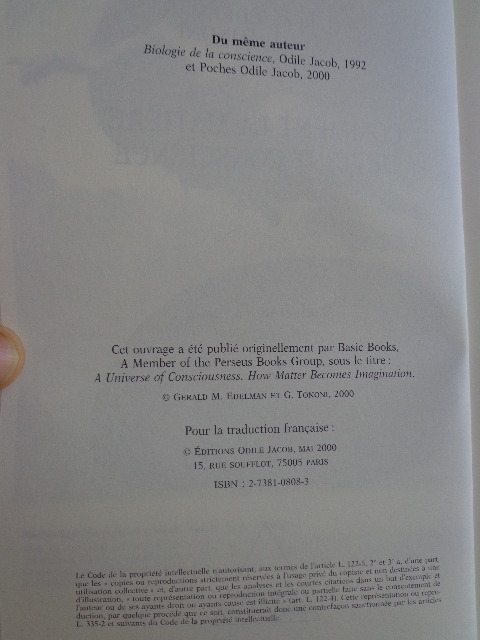 Du même auteur
Biologie de la conscience, Odile Jacob, 1992
et Poches Odile Jacob, 2000
Cet ouvrage a été publié originellement par Basic Books,
A Member of the Perseus Books Group, sous le titre :
A Universe of Consciousness. How Matter Becomes Imagination.
© GERALD M. EDELMAN ET G. TONONI, 2000
Pour la traduction française :
© ÉDITIONS ODILE JACOB, MAI 2000
15, RUE SOUFFLOT, 75005 PARIS
ISBN : 2-7381-0808-3
Le Code de la propriété intellectuelle n'autorisant, aux termes de l'article L. 122-5, 2° et 3° a, d'une part,
que les « copies ou reproductions strictement réservées à l'usage privé du copiste et non destinées à une
utilisation collective » et, d'autre part, que les analyses et les courtes citations dans un but d'exemple et
d'illustration, « toute représentation ou reproduction intégrale ou partielle faite sans le consentement de
l'auteur ou de ses ayants droit ou ayants cause est illicite » (art. L. 122-4). Cette représentation ou repro-
duction, par quelque procédé que ce soit, constituerait donc une contrefaçon sanctionnée par les articles
L. 335-2 et suivants du Code de la propriété intellectuelle.